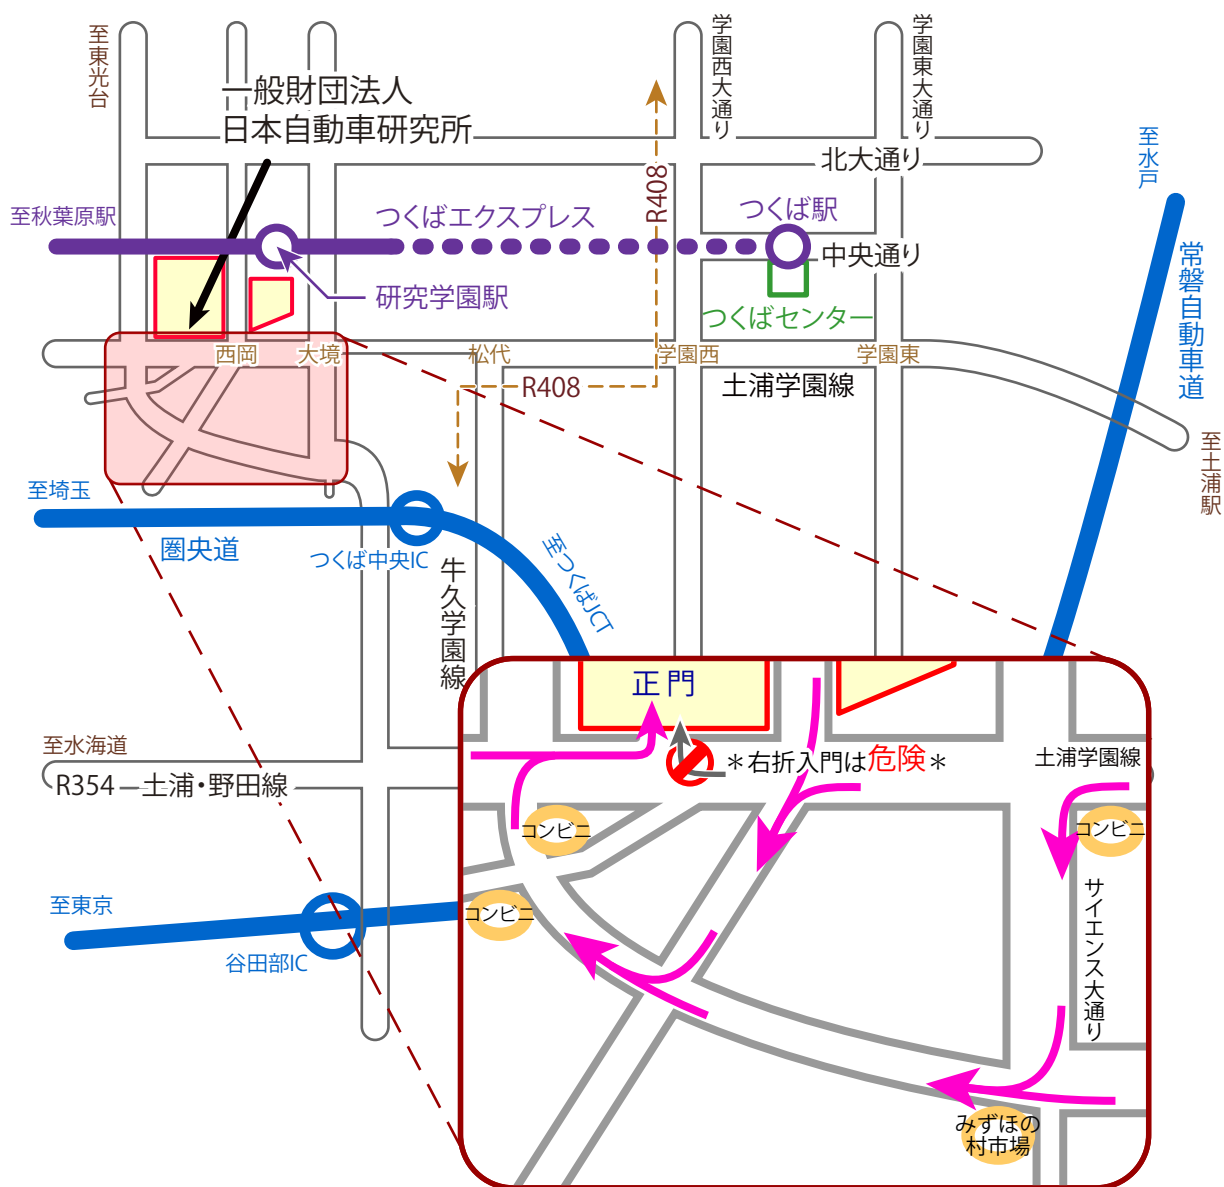 至東光台
学園西大通り
学園東大通り
一般財団法人
日本自動車研究所
北大通り
至水戸
R408
至秋葉原駅
つくばエクスプレス
つくば駅
中央通り
常磐自動車道
研究学園駅
つくばセンター
西岡
大境
松代
学園西
学園東
R408
土浦学園線
至土浦駅
至埼玉
圏央道
つくば中央IC
至つくばJCT
牛久学園線
正門
至水海道
R354
土浦・野田線
*右折入門は危険*
土浦学園線
コンビニ
コンビニ
コンビニ
サイエンス大通り
至東京
谷田部IC
みずほの
村市場